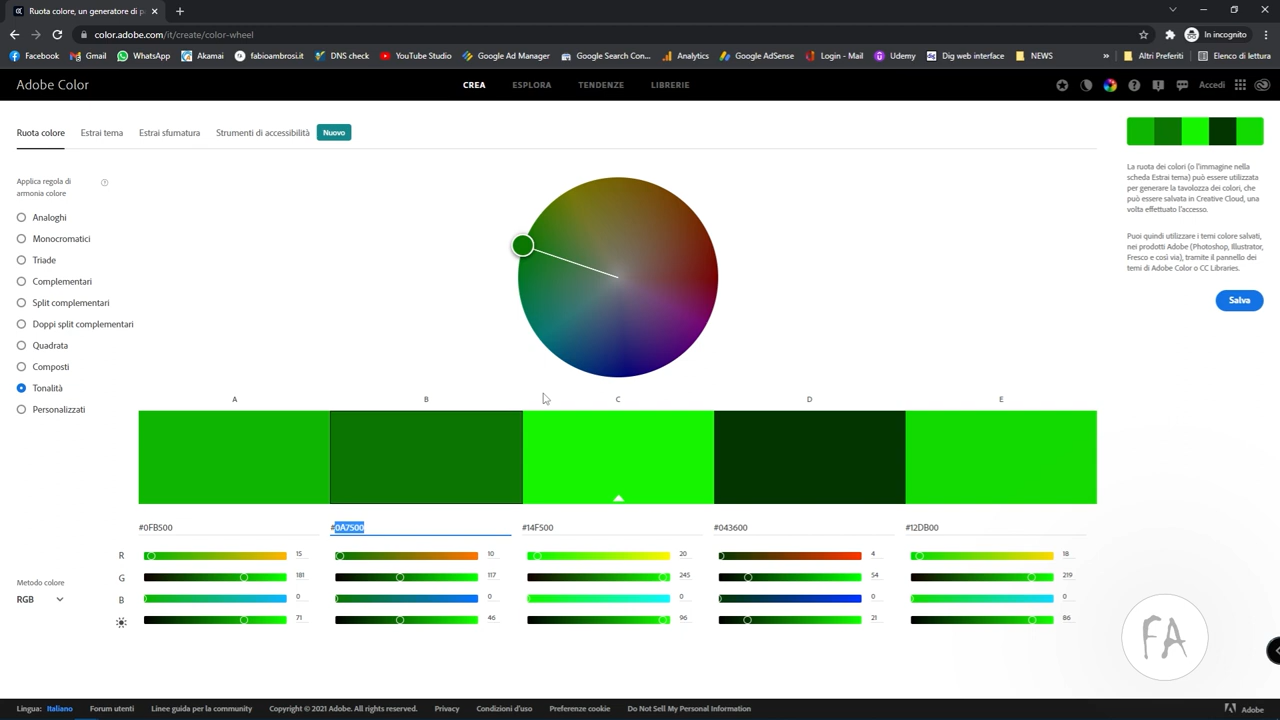 Ruota colore, un generatore di p
color.adobe.com/it/create/color-wheel
In incognito
Facebook
Gmail
WhatsApp
Akamai
fabioambrosi.it
DNS check
YouTube Studio
Google Ad Manager
Google Search Con...
Analytics
Google AdSense
Login - Mail
Udemy
Dig web interface
NEWS
»
Altri Preferiti
Elenco di lettura
Adobe Color
CREA
ESPLORA
TENDENZE
LIBRERIE
Accedi
Ruota colore
Estrai tema
Estrai sfumatura
Strumenti di accessibilità
Nuovo
Applica regola di
armonia colore
Analoghi
Monocromatici
Triade
Complementari
Split complementari
Doppi split complementari
Quadrata
Composti
Tonalità
Personalizzati
La ruota dei colori (o l'immagine nella
scheda Estrai tema) può essere utilizzata
per generare la tavolozza dei colori, che
può essere salvata in Creative Cloud, una
volta effettuato l'accesso.
Puoi quindi utilizzare i temi colore salvati,
nei prodotti Adobe (Photoshop, Illustrator,
Fresco e così via), tramite il pannello dei
temi di Adobe Color o CC Libraries.
Salva
A B C D E
#0FB500 #0A7500 #14F500 #043600 #12DB00
R 15 10 20 4 18
G 181 117 245 54 219
B 0 0 0 0 0
71 46 96 21 86
Metodo colore
RGB
FA
Lingua: Italiano
Forum utenti
Linee guida per la community
Copyright © 2021 Adobe. All rights reserved.
Privacy
Condizioni d'uso
Preferenze cookie
Do Not Sell My Personal Information
Adobe